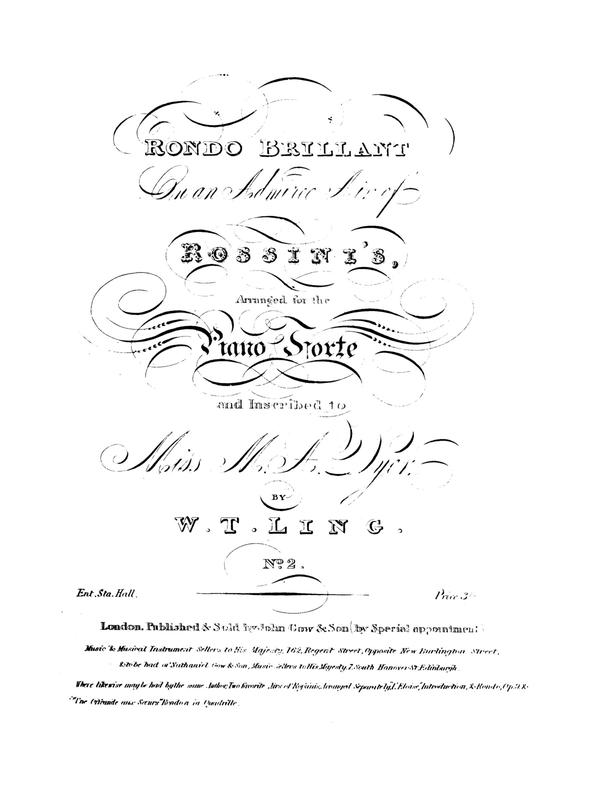 RONDO BRILLANT
On an Admired Air of
ROSSINI'S,
Arranged for the
Piano Forte
and Inscribed to
Miss M. A. Dyer,
BY
W. T. LING.
No. 2.
Ent. Sta. Hall. Price 3/-
London. Published & Sold by John Gow & Son (by Special appointment)
Music & Musical Instrument Sellers to His Majesty, 162, Regent Street, Opposite New Burlington Street,
& to be had of Nathaniel Gow & Son, Music Sellers to His Majesty, 7, South Hanover St. Edinburgh.
Where likewise may be had by the same Author, Two favorite Airs of Rossini's, Arranged Separately, Introduction, & Rondo, Op. 9. &
Rondo in Quadrille.